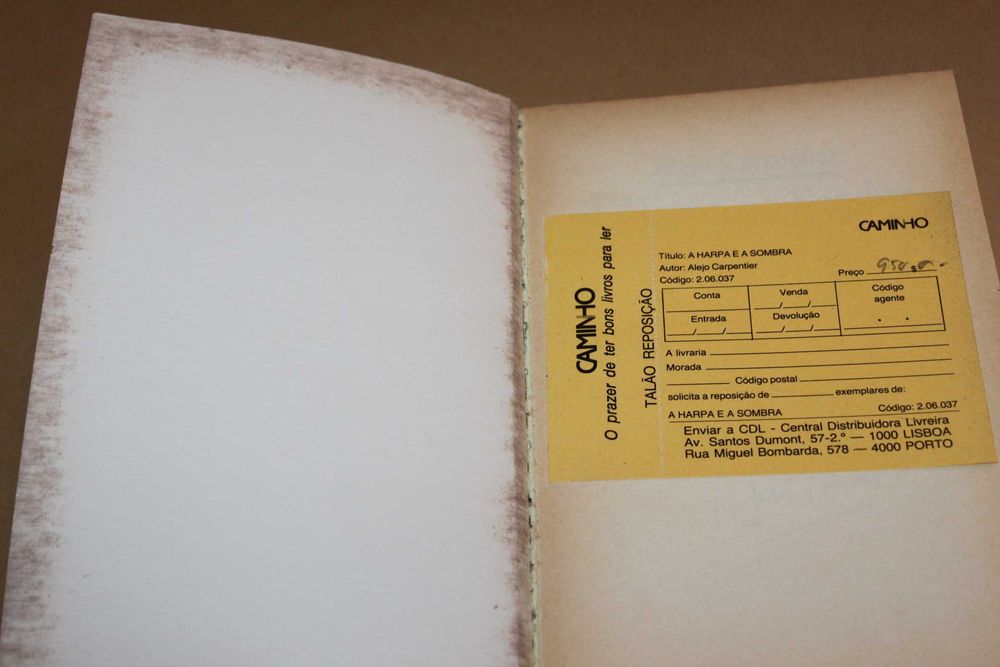 CAMINHO
O prazer de ter bons livros para ler
TALÃO REPOSIÇÃO
CAMINHO
Título: A HARPA E A SOMBRA
Autor: Alejo Carpentier
Código: 2.06.037
Preço 950$00
Conta
Venda
Código agente
Entrada
Devolução
A livraria
Morada
Código postal
solicita a reposição de exemplares de:
A HARPA E A SOMBRA Código: 2.06.037
Enviar a CDL - Central Distribuidora Livreira
Av. Santos Dumont, 57-2.º — 1000 LISBOA
Rua Miguel Bombarda, 578 — 4000 PORTO